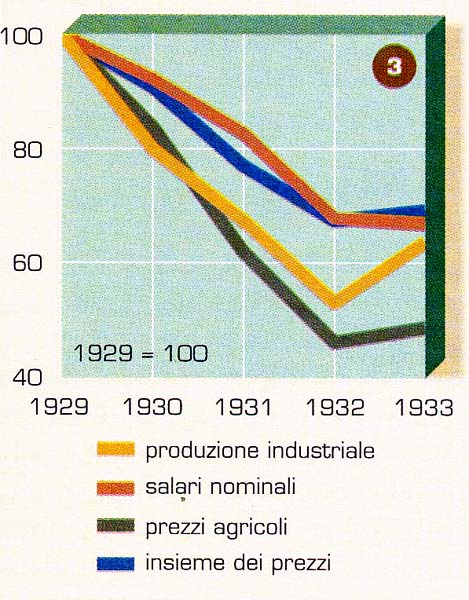 100
3
80
60
1929 = 100
40
1929 1930 1931 1932 1933
produzione industriale
salari nominali
prezzi agricoli
insieme dei prezzi